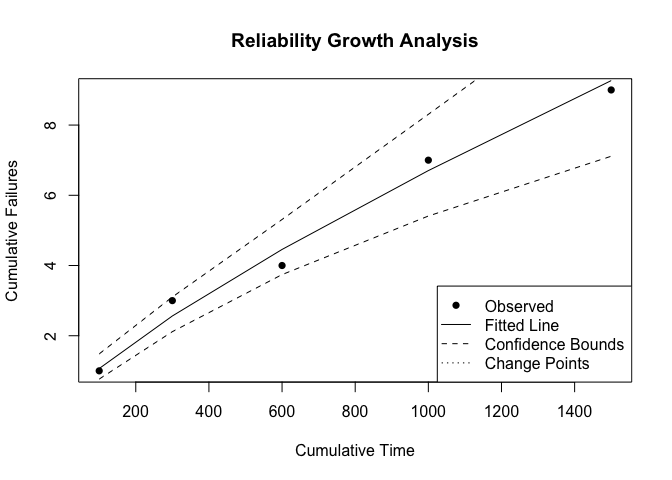 Reliability Growth Analysis
Cumulative Failures
8
6
4
2
Observed
Fitted Line
Confidence Bounds
Change Points
200 400 600 800 1000 1200 1400
Cumulative Time